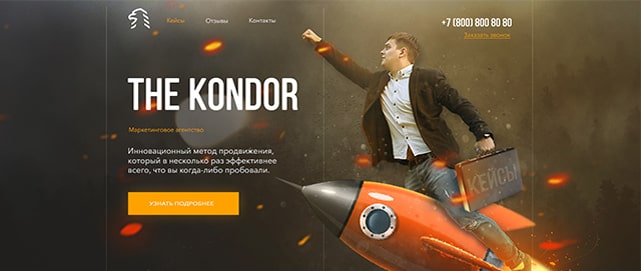 Кейсы Отзывы Контакты
+7 (800) 800 80 80
Заказать звонок
THE KONDOR
Маркетинговое агентство
Инновационный метод продвижения,
который в несколько раз эффективнее
всего, что вы когда-либо пробовали.
КЕЙСЫ
УЗНАТЬ ПОДРОБНЕЕ